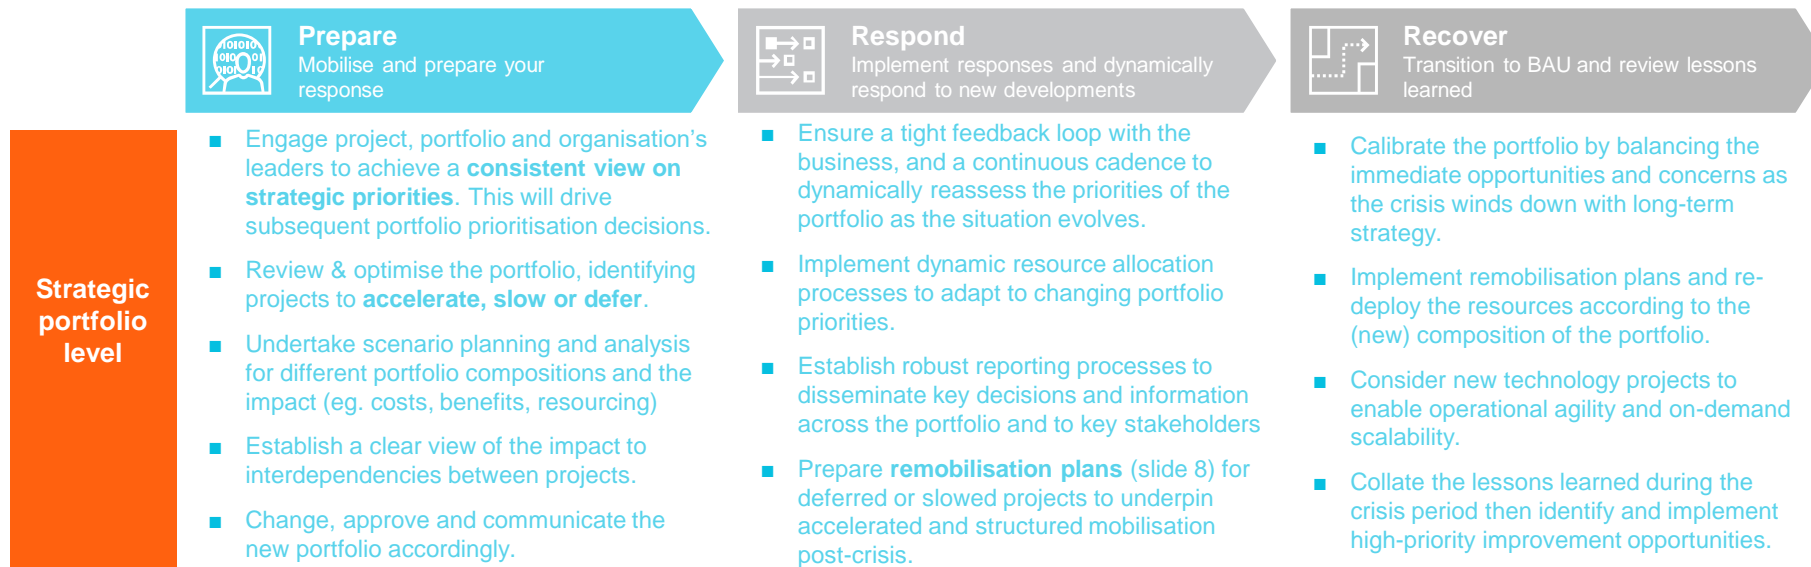 Prepare
Mobilise and prepare your
response
Respond
Implement responses and dynamically
respond to new developments
Recover
Transition to BAU and review lessons
learned
Strategic
portfolio
level
■ Engage project, portfolio and organisation's
leaders to achieve a consistent view on
strategic priorities. This will drive
subsequent portfolio prioritisation decisions.
■ Review & optimise the portfolio, identifying
projects to accelerate, slow or defer.
■ Undertake scenario planning and analysis
for different portfolio compositions and the
impact (eg. costs, benefits, resourcing)
■ Establish a clear view of the impact to
interdependencies between projects.
■ Change, approve and communicate the
new portfolio accordingly.
■ Ensure a tight feedback loop with the
business, and a continuous cadence to
dynamically reassess the priorities of the
portfolio as the situation evolves.
■ Implement dynamic resource allocation
processes to adapt to changing portfolio
priorities.
■ Establish robust reporting processes to
disseminate key decisions and information
across the portfolio and to key stakeholders
■ Prepare remobilisation plans (slide 8) for
deferred or slowed projects to underpin
accelerated and structured mobilisation
post-crisis.
■ Calibrate the portfolio by balancing the
immediate opportunities and concerns as
the crisis winds down with long-term
strategy.
■ Implement remobilisation plans and re-
deploy the resources according to the
(new) composition of the portfolio.
■ Consider new technology projects to
enable operational agility and on-demand
scalability.
■ Collate the lessons learned during the
crisis period then identify and implement
high-priority improvement opportunities.